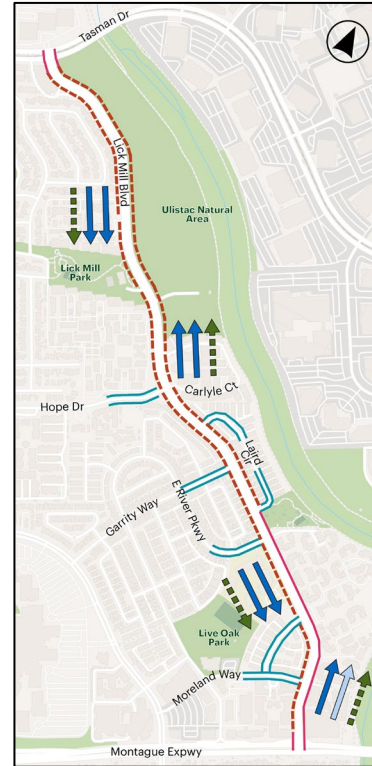 Tasman Dr
Lick Mill Blvd
Ulistac Natural
Area
Lick Mill
Park
Carlyle Ct
Hope Dr
Laird
Cir
Garrity Way
E River Pkwy
Live Oak
Park
Moreland Way
Montague Expwy